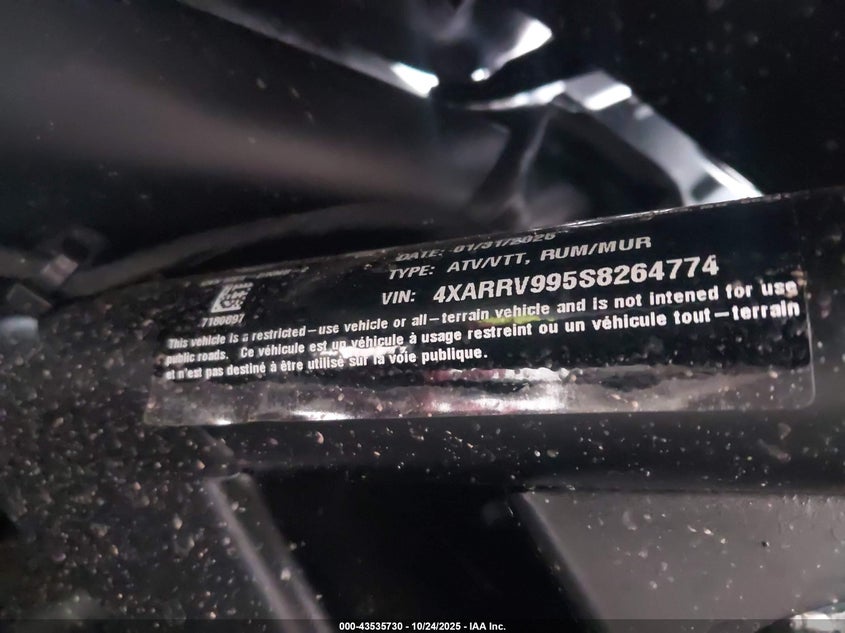 DATE: 01/31/2025
TYPE: ATV/VTT, RUM/MUR
VIN: 4XARRV995S8264774
7180897
This vehicle is a restricted-use vehicle or all-terrain vehicle and is not intened for use
public roads. Ce véhicule est un véhicule à usage restreint ou un véhicule tout-terrain
et n'est pas destiné à être utilisé sur la voie publique.
000-43535730 - 10/24/2025 - IAA Inc.